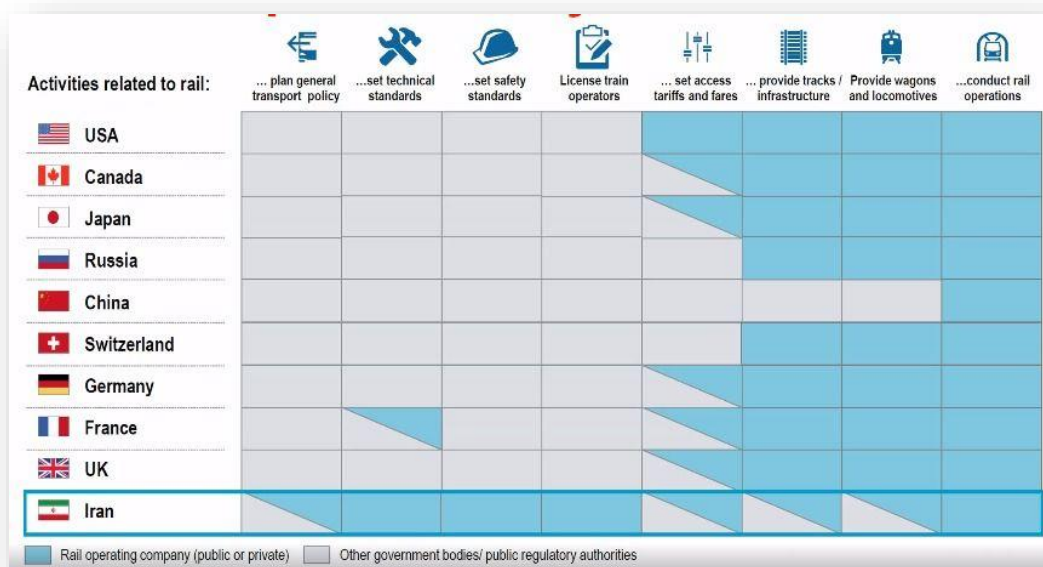 Activities related to rail:
... plan general
transport policy
...set technical
standards
...set safety
standards
License train
operators
... set access
tariffs and fares
... provide tracks /
infrastructure
Provide wagons
and locomotives
...conduct rail
operations
USA
Canada
Japan
Russia
China
Switzerland
Germany
France
UK
Iran
Rail operating company (public or private)
Other government bodies/ public regulatory authorities